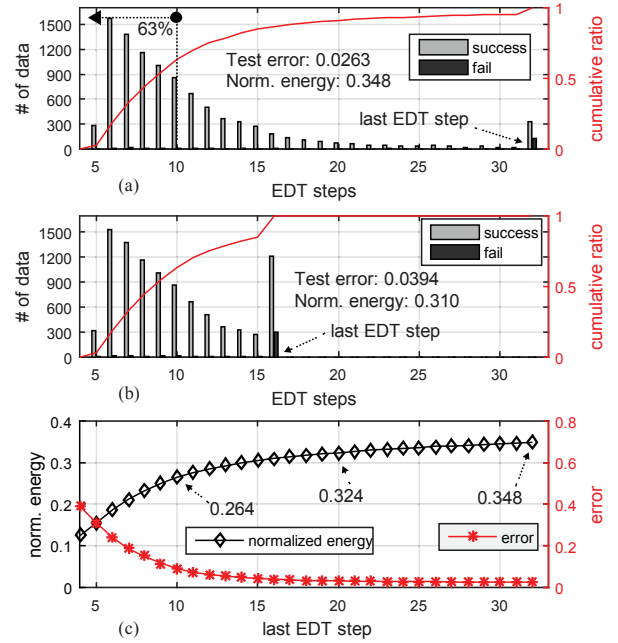 1500
1200
900
600
300
0
# of data
63%
Test error: 0.0263
Norm. energy: 0.348
success
fail
last EDT step
1
0.5
0
cumulative ratio
5 10 15 20 25 30
(a)
EDT steps
1500
1200
900
600
300
0
# of data
success
fail
Test error: 0.0394
Norm. energy: 0.310
last EDT step
1
0.5
0
cumulative ratio
5 10 15 20 25 30
(b)
EDT steps
0.4
0.3
0.2
0.1
0
norm. energy
0.264
0.324
0.348
normalized energy
error
0.8
0.6
0.4
0.2
0
error
5 10 15 20 25 30
(c)
last EDT step